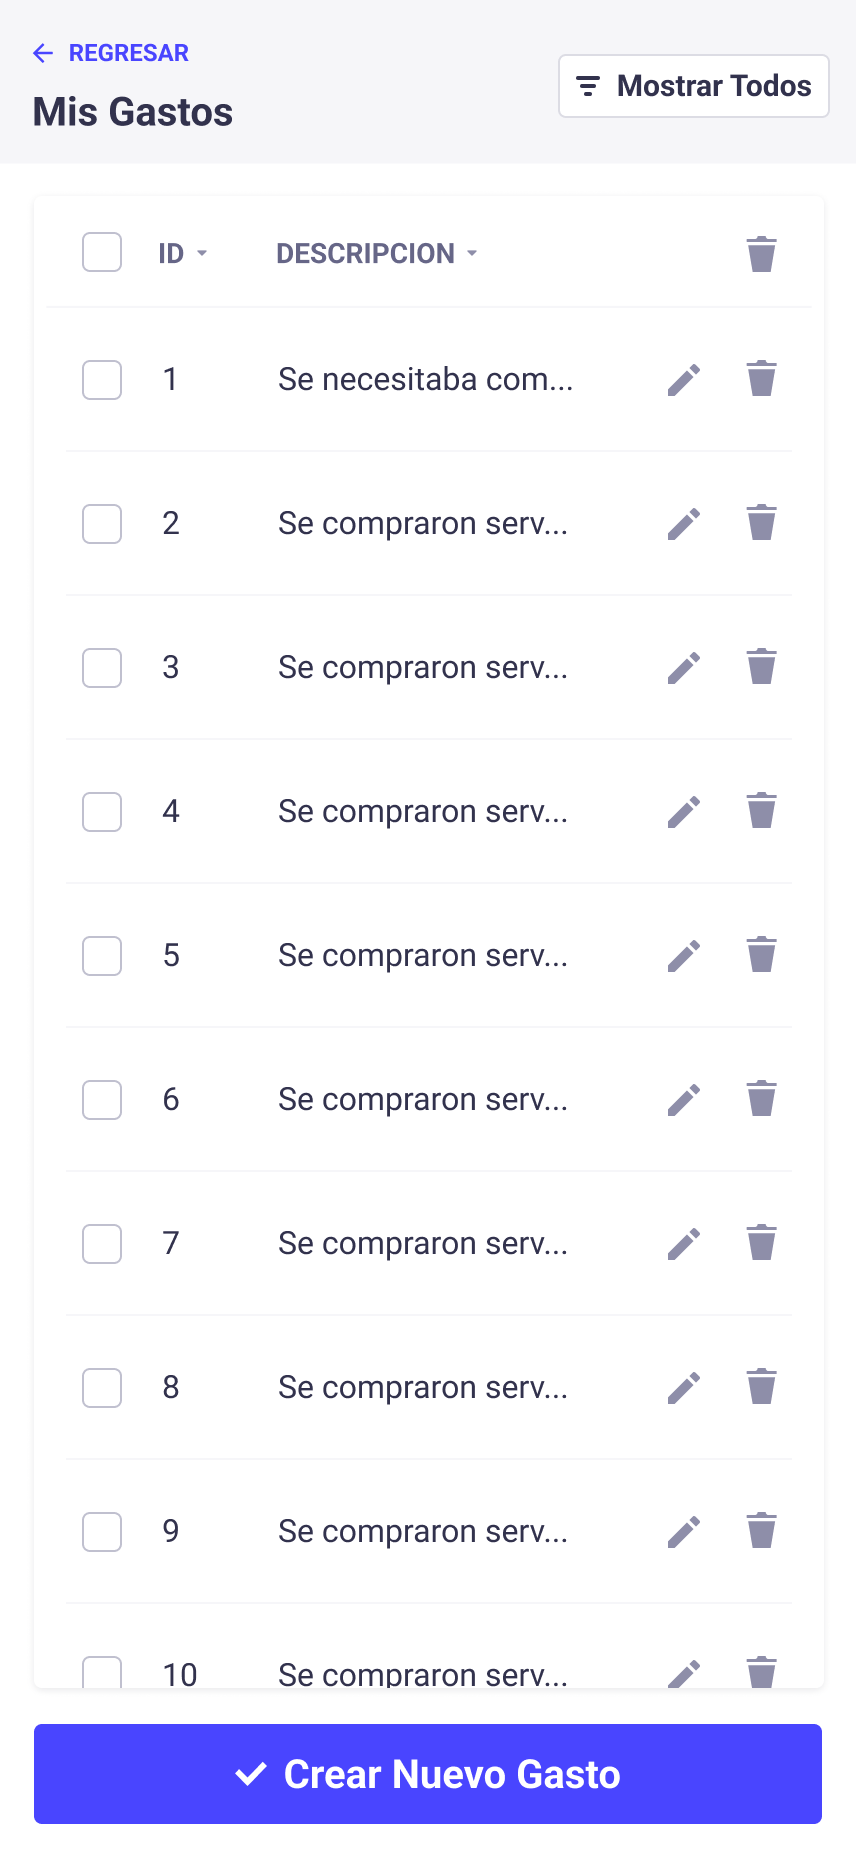 REGRESAR
Mis Gastos
Mostrar Todos
ID DESCRIPCION
1 Se necesitaba com...
2 Se compraron serv...
3 Se compraron serv...
4 Se compraron serv...
5 Se compraron serv...
6 Se compraron serv...
7 Se compraron serv...
8 Se compraron serv...
9 Se compraron serv...
10 Se compraron serv...
Crear Nuevo Gasto